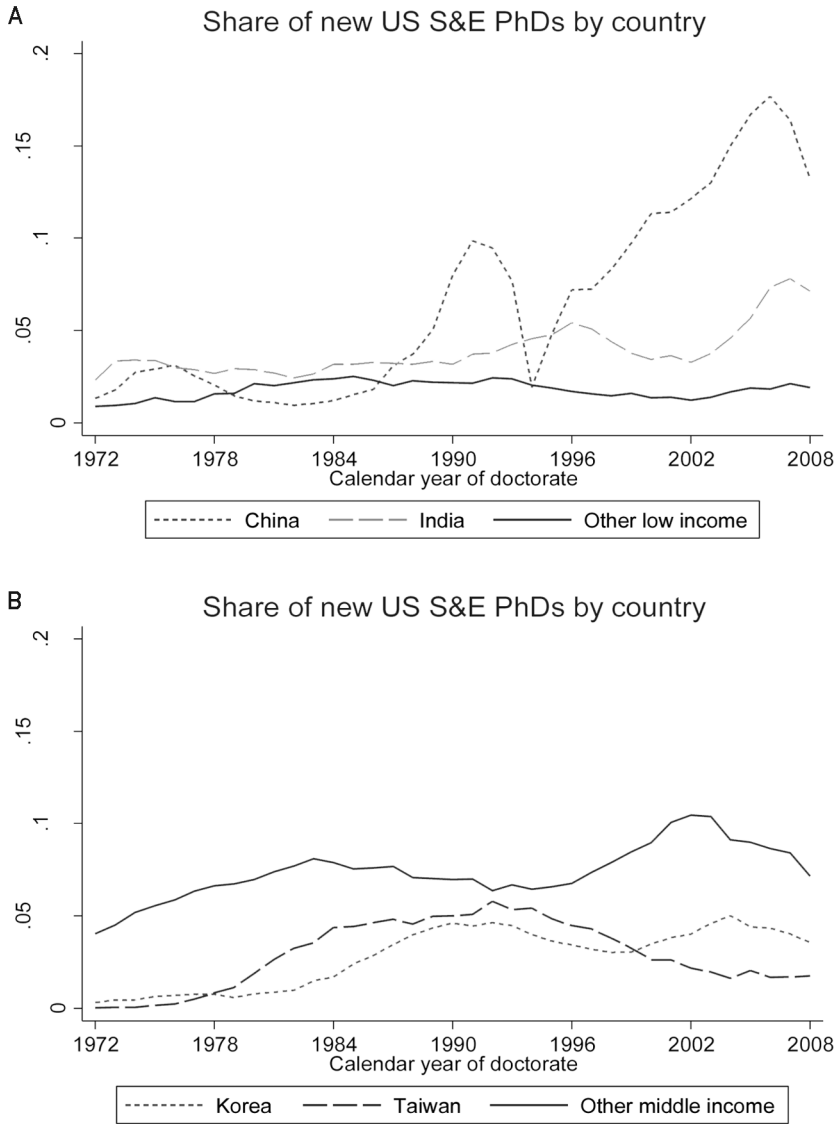 A
Share of new US S&E PhDs by country
.2
.15
.1
.05
0
1972 1978 1984 1990 1996 2002 2008
Calendar year of doctorate
China India Other low income
B
Share of new US S&E PhDs by country
.2
.15
.1
.05
0
1972 1978 1984 1990 1996 2002 2008
Calendar year of doctorate
Korea Taiwan Other middle income